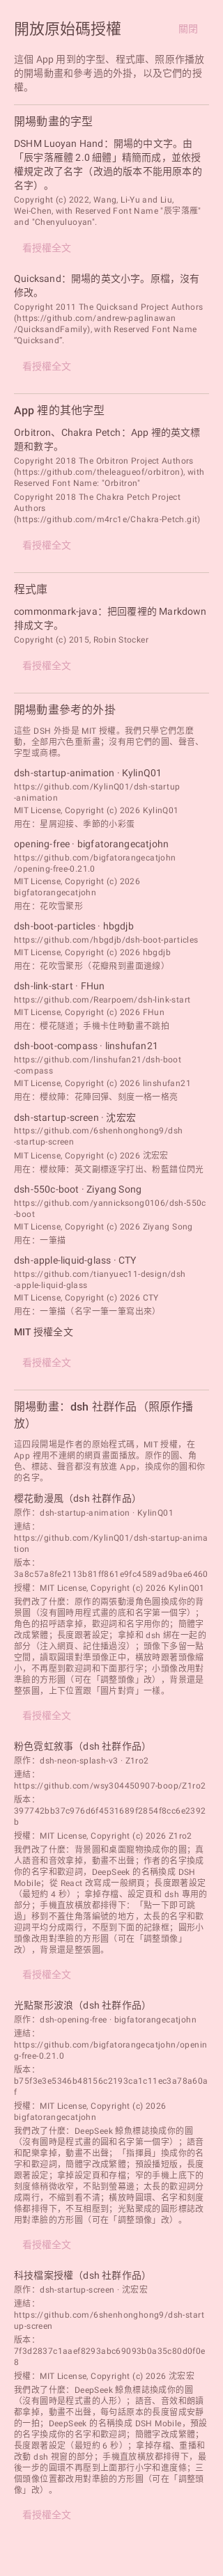 開放原始碼授權
關閉
這個 App 用到的字型、程式庫、照原作播放
的開場動畫和參考過的外掛，以及它們的授
權。
開場動畫的字型
DSHM Luoyan Hand：開場的中文字。由
「辰宇落雁體 2.0 細體」精簡而成，並依授
權規定改了名字（改過的版本不能用原本的
名字）。
Copyright (c) 2022, Wang, Li-Yu and Liu,
Wei-Chen, with Reserved Font Name "辰宇落雁"
and "Chenyuluoyan".
看授權全文
Quicksand：開場的英文小字。原檔，沒有
修改。
Copyright 2011 The Quicksand Project Authors
(https://github.com/andrew-paglinawan
/QuicksandFamily), with Reserved Font Name
“Quicksand”.
看授權全文
App 裡的其他字型
Orbitron、Chakra Petch：App 裡的英文標
題和數字。
Copyright 2018 The Orbitron Project Authors
(https://github.com/theleagueof/orbitron), with
Reserved Font Name: "Orbitron"
Copyright 2018 The Chakra Petch Project
Authors
(https://github.com/m4rc1e/Chakra-Petch.git)
看授權全文
程式庫
commonmark-java：把回覆裡的 Markdown
排成文字。
Copyright (c) 2015, Robin Stocker
看授權全文
開場動畫參考的外掛
這些 DSH 外掛是 MIT 授權。我們只學它們怎麼
動，全部用六色重新畫；沒有用它們的圖、聲音、
字型或商標。
dsh-startup-animation · KylinQ01
https://github.com/KylinQ01/dsh-startup
-animation
MIT License, Copyright (c) 2026 KylinQ01
用在：星屑迎接、季節的小彩蛋
opening-free · bigfatorangecatjohn
https://github.com/bigfatorangecatjohn
/opening-free-0.21.0
MIT License, Copyright (c) 2026
bigfatorangecatjohn
用在：花吹雪聚形
dsh-boot-particles · hbgdjb
https://github.com/hbgdjb/dsh-boot-particles
MIT License, Copyright (c) 2026 hbgdjb
用在：花吹雪聚形（花瓣飛到畫面邊線）
dsh-link-start · FHun
https://github.com/Rearpoem/dsh-link-start
MIT License, Copyright (c) 2026 FHun
用在：櫻花隧道；手機卡住時動畫不跳拍
dsh-boot-compass · linshufan21
https://github.com/linshufan21/dsh-boot
-compass
MIT License, Copyright (c) 2026 linshufan21
用在：櫻紋陣：花陣回彈、刻度一格一格亮
dsh-startup-screen · 沈宏宏
https://github.com/6shenhonghong9/dsh
-startup-screen
MIT License, Copyright (c) 2026 沈宏宏
用在：櫻紋陣：英文副標逐字打出、粉藍錯位閃光
dsh-550c-boot · Ziyang Song
https://github.com/yannicksong0106/dsh-550c
-boot
MIT License, Copyright (c) 2026 Ziyang Song
用在：一筆描
dsh-apple-liquid-glass · CTY
https://github.com/tianyuec11-design/dsh
-apple-liquid-glass
MIT License, Copyright (c) 2026 CTY
用在：一筆描（名字一筆一筆寫出來）
MIT 授權全文
看授權全文
開場動畫：dsh 社群作品（照原作播
放）
這四段開場是作者的原始程式碼，MIT 授權，在
App 裡用不連網的網頁畫面播放。原作的圖、角
色、標誌、聲音都沒有放進 App，換成你的圖和你
的名字。
櫻花動漫風（dsh 社群作品）
原作：dsh-startup-animation · KylinQ01
連結：
https://github.com/KylinQ01/dsh-startup-anima
tion
版本：
3a8c57a8fe2113b81ff861e9fc4589ad9bae6460
授權：MIT License, Copyright (c) 2026 KylinQ01
我們改了什麼：原作的兩張動漫角色圖換成你的背
景圖（沒有圖時用程式畫的底和名字第一個字）；
角色的招呼語拿掉，歡迎詞和名字用你的；簡體字
改成繁體；長度跟著設定；拿掉和 dsh 綁在一起的
部分（注入網頁、記住播過沒）；頭像下多留一點
空間，讀取圓環對準頭像正中，橫放時跟著頭像縮
小，不再壓到歡迎詞和下面那行字；小頭像改用對
準臉的方形圖（可在「調整頭像」改），背景還是
整張圖，上下位置跟「圖片對齊」一樣。
看授權全文
粉色霓虹敘事（dsh 社群作品）
原作：dsh-neon-splash-v3 · Z1ro2
連結：
https://github.com/wsy304450907-boop/Z1ro2
版本：
397742bb37c976d6f4531689f2854f8cc6e2392
b
授權：MIT License, Copyright (c) 2026 Z1ro2
我們改了什麼：背景圖和桌面寵物換成你的圖；真
人語音和音效拿掉，動畫不出聲；作者的名字換成
你的名字和歡迎詞，DeepSeek 的名稱換成 DSH
Mobile；從 React 改寫成一般網頁；長度跟著設定
（最短約 4 秒）；拿掉存檔、設定頁和 dsh 專用的
部分；手機直放橫放都排得下：「點一下即可跳
過」移到不蓋住角落編號的地方，太長的名字和歡
迎詞平均分成兩行，不壓到下面的記錄框；圓形小
頭像改用對準臉的方形圖（可在「調整頭像」
改），背景還是整張圖。
看授權全文
光點聚形波浪（dsh 社群作品）
原作：dsh-opening-free · bigfatorangecatjohn
連結：
https://github.com/bigfatorangecatjohn/openin
g-free-0.21.0
版本：
b75f3e3e5346b48156c2193ca1c11ec3a78a60a
f
授權：MIT License, Copyright (c) 2026
bigfatorangecatjohn
我們改了什麼：DeepSeek 鯨魚標誌換成你的圖
（沒有圖時是程式畫的圓和名字第一個字）；語音
和配樂拿掉，動畫不出聲；「指揮員」換成你的名
字和歡迎詞，簡體字改成繁體；預設播短版，長度
跟著設定；拿掉設定頁和存檔；窄的手機上底下的
刻度條稍微收窄，不貼到螢幕邊；太長的歡迎詞分
成兩行，不縮到看不清；橫放時圓環、名字和刻度
條都排得下，不互相壓到；光點聚成的圓形標誌改
用對準臉的方形圖（可在「調整頭像」改）。
看授權全文
科技檔案授權（dsh 社群作品）
原作：dsh-startup-screen · 沈宏宏
連結：
https://github.com/6shenhonghong9/dsh-start
up-screen
版本：
7f3d2837c1aaef8293abc69093b0a35c80d0f0e
8
授權：MIT License, Copyright (c) 2026 沈宏宏
我們改了什麼：DeepSeek 鯨魚標誌換成你的圖
（沒有圖時是程式畫的人形）；語音、音效和朗讀
都拿掉，動畫不出聲，每句話原本的長度留成安靜
的一拍；DeepSeek 的名稱換成 DSH Mobile，預設
的名字換成你的名字和歡迎詞；簡體字改成繁體；
長度跟著設定（最短約 6 秒）；拿掉存檔、重播和
改動 dsh 視窗的部分；手機直放橫放都排得下，最
後一步的圓環不再壓到上面那行小字和進度條；三
個頭像位置都改用對準臉的方形圖（可在「調整頭
像」改）。
看授權全文